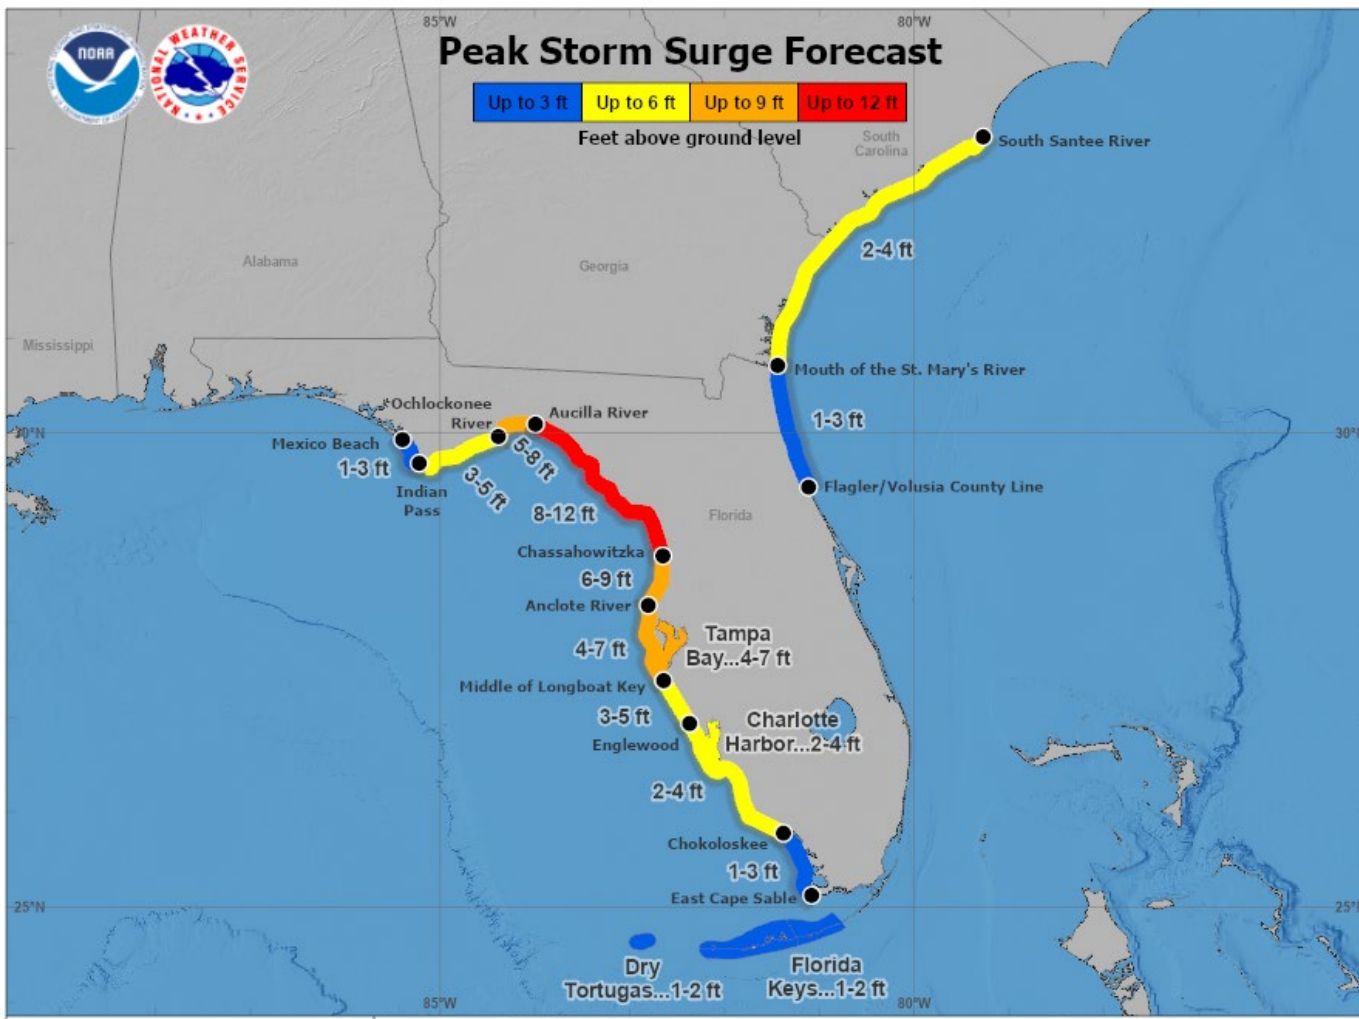 85°W
80°W
NOAA
NATIONAL WEATHER SERVICE
Peak Storm Surge Forecast
Up to 3 ft
Up to 6 ft
Up to 9 ft
Up to 12 ft
Feet above ground level
South
Carolina
South Santee River
2-4 ft
Alabama
Georgia
Mississippi
Mouth of the St. Mary's River
Ochlockonee
River
Aucilla River
1-3 ft
30°N
Mexico Beach
1-3 ft
5-8 ft
3-5 ft
Indian
Pass
Flagler/Volusia County Line
8-12 ft
Florida
Chassahowitzka
6-9 ft
Anclote River
Tampa
Bay...4-7 ft
4-7 ft
Middle of Longboat Key
3-5 ft
Charlotte
Harbor...2-4 ft
Englewood
2-4 ft
Chokoloskee
1-3 ft
East Cape Sable
25°N
25°N
Dry
Tortugas...1-2 ft
Florida
Keys...1-2 ft
85°W
80°W